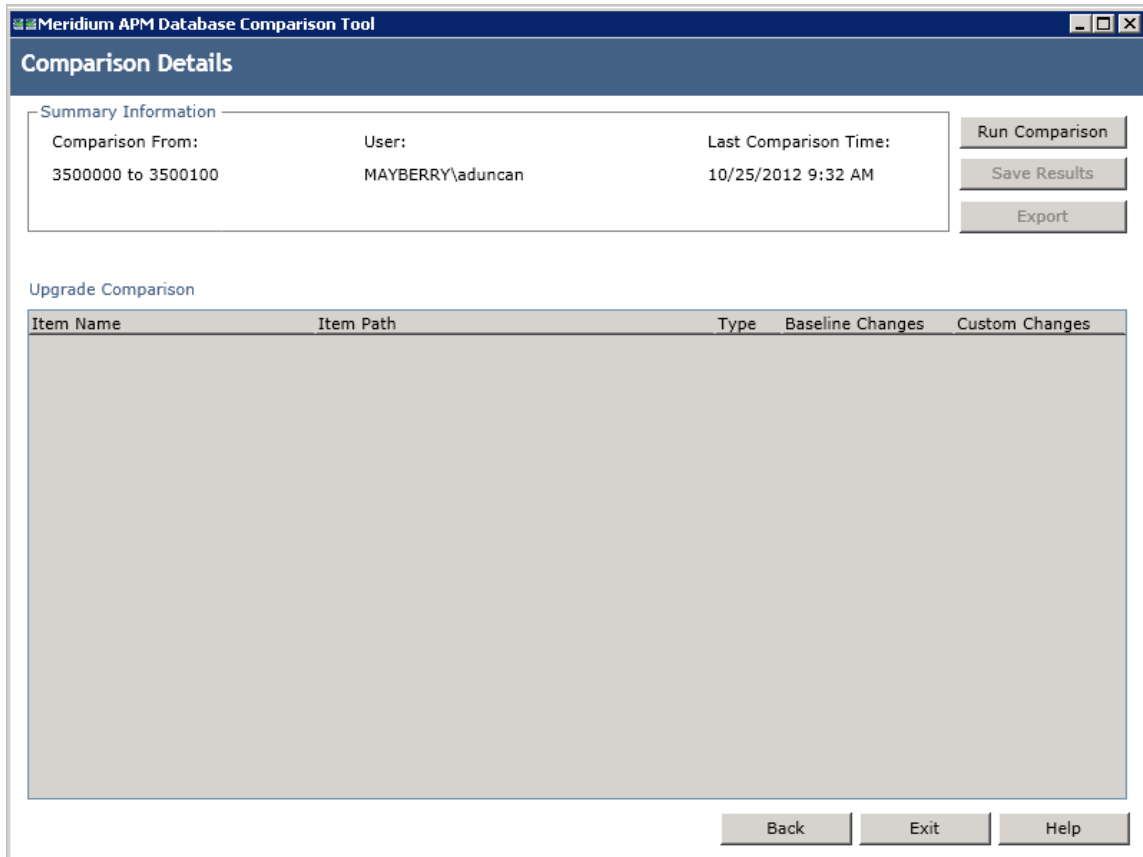 Meridium APM Database Comparison Tool
Comparison Details
Summary Information
Comparison From: User: Last Comparison Time:
3500000 to 3500100 MAYBERRY\aduncan 10/25/2012 9:32 AM
Run Comparison
Save Results
Export
Upgrade Comparison
Item Name Item Path Type Baseline Changes Custom Changes
Back Exit Help